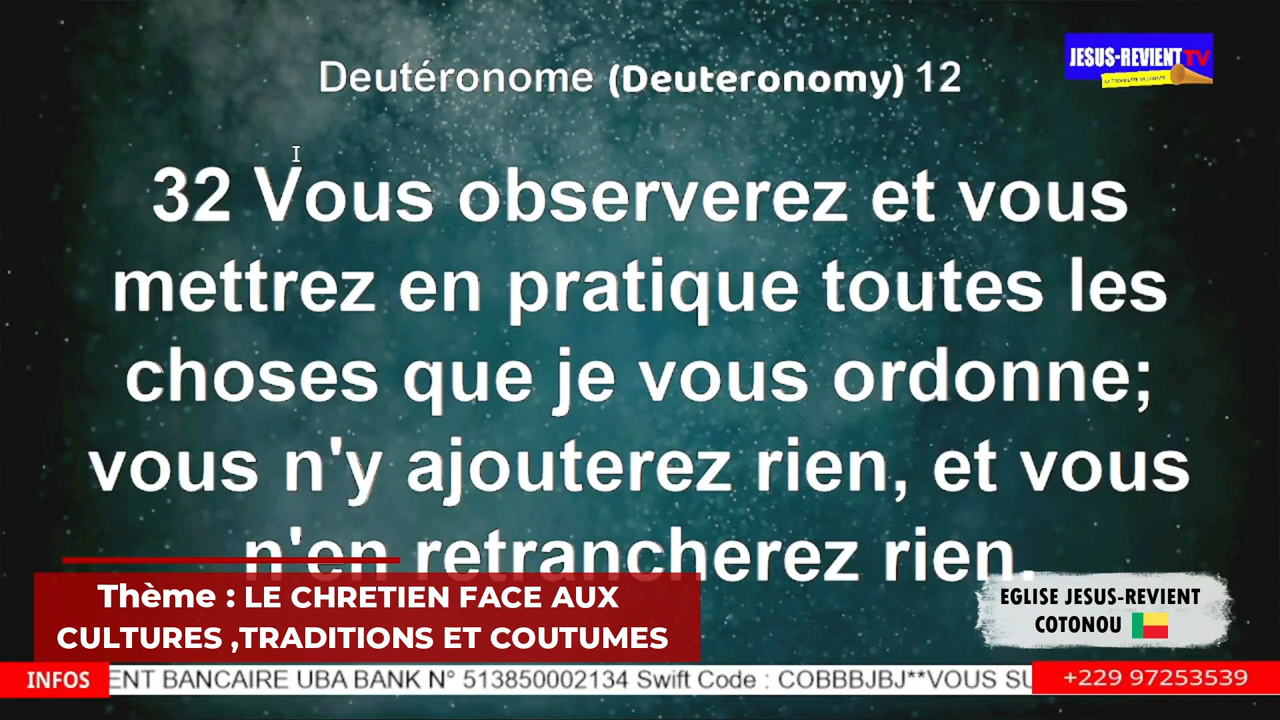 Deutéronome (Deuteronomy) 12
JESUS-REVIENT TV
32 Vous observerez et vous
mettrez en pratique toutes les
choses que je vous ordonne;
vous n'y ajouterez rien, et vous
n'en retrancherez rien.
Thème : LE CHRETIEN FACE AUX
CULTURES ,TRADITIONS ET COUTUMES
EGLISE JESUS-REVIENT
COTONOU
INFOS
ENT BANCAIRE UBA BANK N° 513850002134 Swift Code : COBBBJBJ**VOUS SU
+229 97253539